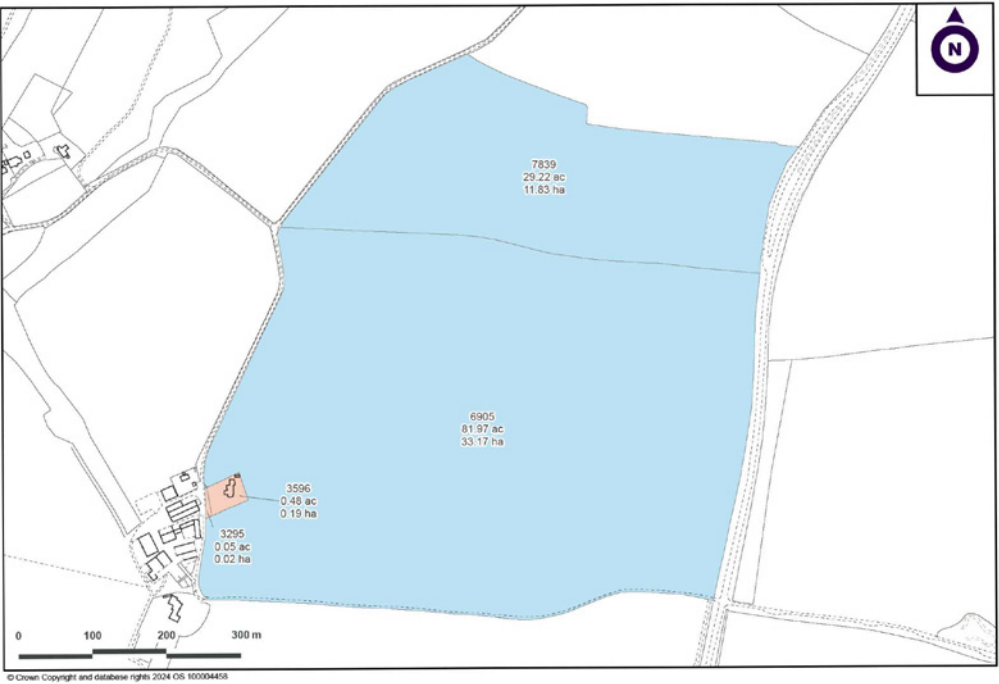 N
7839
29.22 ac
11.83 ha
6905
81.97 ac
33.17 ha
3596
0.48 ac
0.19 ha
3295
0.05 ac
0.02 ha
0 100 200 300 m
© Crown Copyright and database rights 2024 OS 100004458